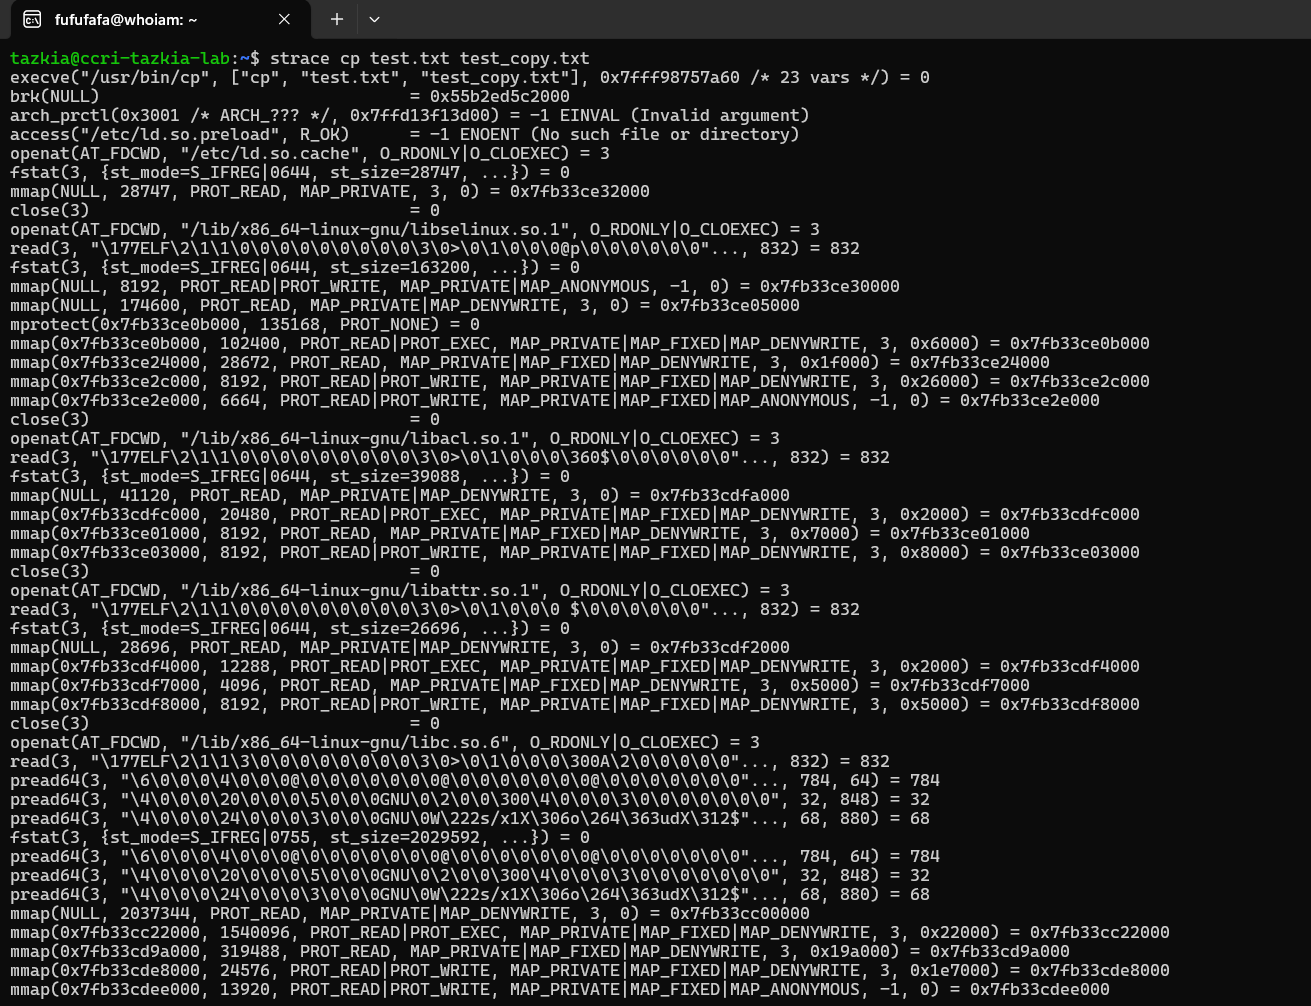 fufufafa@whoiam: ~
tazkia@ccri-tazkia-lab:~$ strace cp test.txt test_copy.txt
execve("/usr/bin/cp", ["cp", "test.txt", "test_copy.txt"], 0x7fff98757a60 /* 23 vars */) = 0
brk(NULL)                               = 0x55b2ed5c2000
arch_prctl(0x3001 /* ARCH_??? */, 0x7ffd13f13d00) = -1 EINVAL (Invalid argument)
access("/etc/ld.so.preload", R_OK)      = -1 ENOENT (No such file or directory)
openat(AT_FDCWD, "/etc/ld.so.cache", O_RDONLY|O_CLOEXEC) = 3
fstat(3, {st_mode=S_IFREG|0644, st_size=28747, ...}) = 0
mmap(NULL, 28747, PROT_READ, MAP_PRIVATE, 3, 0) = 0x7fb33ce32000
close(3)                                = 0
openat(AT_FDCWD, "/lib/x86_64-linux-gnu/libselinux.so.1", O_RDONLY|O_CLOEXEC) = 3
read(3, "\177ELF\2\1\1\0\0\0\0\0\0\0\0\0\3\0>\0\1\0\0\0@p\0\0\0\0\0\0"..., 832) = 832
fstat(3, {st_mode=S_IFREG|0644, st_size=163200, ...}) = 0
mmap(NULL, 8192, PROT_READ|PROT_WRITE, MAP_PRIVATE|MAP_ANONYMOUS, -1, 0) = 0x7fb33ce30000
mmap(NULL, 174600, PROT_READ, MAP_PRIVATE|MAP_DENYWRITE, 3, 0) = 0x7fb33ce05000
mprotect(0x7fb33ce0b000, 135168, PROT_NONE) = 0
mmap(0x7fb33ce0b000, 102400, PROT_READ|PROT_EXEC, MAP_PRIVATE|MAP_FIXED|MAP_DENYWRITE, 3, 0x6000) = 0x7fb33ce0b000
mmap(0x7fb33ce24000, 28672, PROT_READ, MAP_PRIVATE|MAP_FIXED|MAP_DENYWRITE, 3, 0x1f000) = 0x7fb33ce24000
mmap(0x7fb33ce2c000, 8192, PROT_READ|PROT_WRITE, MAP_PRIVATE|MAP_FIXED|MAP_DENYWRITE, 3, 0x26000) = 0x7fb33ce2c000
mmap(0x7fb33ce2e000, 6664, PROT_READ|PROT_WRITE, MAP_PRIVATE|MAP_FIXED|MAP_ANONYMOUS, -1, 0) = 0x7fb33ce2e000
close(3)                                = 0
openat(AT_FDCWD, "/lib/x86_64-linux-gnu/libacl.so.1", O_RDONLY|O_CLOEXEC) = 3
read(3, "\177ELF\2\1\1\0\0\0\0\0\0\0\0\0\3\0>\0\1\0\0\0\360$\0\0\0\0\0\0"..., 832) = 832
fstat(3, {st_mode=S_IFREG|0644, st_size=39088, ...}) = 0
mmap(NULL, 41120, PROT_READ, MAP_PRIVATE|MAP_DENYWRITE, 3, 0) = 0x7fb33cdfa000
mmap(0x7fb33cdfc000, 20480, PROT_READ|PROT_EXEC, MAP_PRIVATE|MAP_FIXED|MAP_DENYWRITE, 3, 0x2000) = 0x7fb33cdfc000
mmap(0x7fb33ce01000, 8192, PROT_READ, MAP_PRIVATE|MAP_FIXED|MAP_DENYWRITE, 3, 0x7000) = 0x7fb33ce01000
mmap(0x7fb33ce03000, 8192, PROT_READ|PROT_WRITE, MAP_PRIVATE|MAP_FIXED|MAP_DENYWRITE, 3, 0x8000) = 0x7fb33ce03000
close(3)                                = 0
openat(AT_FDCWD, "/lib/x86_64-linux-gnu/libattr.so.1", O_RDONLY|O_CLOEXEC) = 3
read(3, "\177ELF\2\1\1\0\0\0\0\0\0\0\0\0\3\0>\0\1\0\0\0 $\0\0\0\0\0\0"..., 832) = 832
fstat(3, {st_mode=S_IFREG|0644, st_size=26696, ...}) = 0
mmap(NULL, 28696, PROT_READ, MAP_PRIVATE|MAP_DENYWRITE, 3, 0) = 0x7fb33cdf2000
mmap(0x7fb33cdf4000, 12288, PROT_READ|PROT_EXEC, MAP_PRIVATE|MAP_FIXED|MAP_DENYWRITE, 3, 0x2000) = 0x7fb33cdf4000
mmap(0x7fb33cdf7000, 4096, PROT_READ, MAP_PRIVATE|MAP_FIXED|MAP_DENYWRITE, 3, 0x5000) = 0x7fb33cdf7000
mmap(0x7fb33cdf8000, 8192, PROT_READ|PROT_WRITE, MAP_PRIVATE|MAP_FIXED|MAP_DENYWRITE, 3, 0x5000) = 0x7fb33cdf8000
close(3)                                = 0
openat(AT_FDCWD, "/lib/x86_64-linux-gnu/libc.so.6", O_RDONLY|O_CLOEXEC) = 3
read(3, "\177ELF\2\1\1\3\0\0\0\0\0\0\0\0\3\0>\0\1\0\0\0\300A\2\0\0\0\0\0"..., 832) = 832
pread64(3, "\6\0\0\0\4\0\0\0@\0\0\0\0\0\0\0@\0\0\0\0\0\0\0@\0\0\0\0\0\0\0"..., 784, 64) = 784
pread64(3, "\4\0\0\0\20\0\0\0\5\0\0\0GNU\0\2\0\0\300\4\0\0\0\3\0\0\0\0\0\0\0", 32, 848) = 32
pread64(3, "\4\0\0\0\24\0\0\0\3\0\0\0GNU\0W\222s/x1X\306o\264\363udX\312$"..., 68, 880) = 68
fstat(3, {st_mode=S_IFREG|0755, st_size=2029592, ...}) = 0
pread64(3, "\6\0\0\0\4\0\0\0@\0\0\0\0\0\0\0@\0\0\0\0\0\0\0@\0\0\0\0\0\0\0"..., 784, 64) = 784
pread64(3, "\4\0\0\0\20\0\0\0\5\0\0\0GNU\0\2\0\0\300\4\0\0\0\3\0\0\0\0\0\0\0", 32, 848) = 32
pread64(3, "\4\0\0\0\24\0\0\0\3\0\0\0GNU\0W\222s/x1X\306o\264\363udX\312$"..., 68, 880) = 68
mmap(NULL, 2037344, PROT_READ, MAP_PRIVATE|MAP_DENYWRITE, 3, 0) = 0x7fb33cc00000
mmap(0x7fb33cc22000, 1540096, PROT_READ|PROT_EXEC, MAP_PRIVATE|MAP_FIXED|MAP_DENYWRITE, 3, 0x22000) = 0x7fb33cc22000
mmap(0x7fb33cd9a000, 319488, PROT_READ, MAP_PRIVATE|MAP_FIXED|MAP_DENYWRITE, 3, 0x19a000) = 0x7fb33cd9a000
mmap(0x7fb33cde8000, 24576, PROT_READ|PROT_WRITE, MAP_PRIVATE|MAP_FIXED|MAP_DENYWRITE, 3, 0x1e7000) = 0x7fb33cde8000
mmap(0x7fb33cdee000, 13920, PROT_READ|PROT_WRITE, MAP_PRIVATE|MAP_FIXED|MAP_ANONYMOUS, -1, 0) = 0x7fb33cdee000